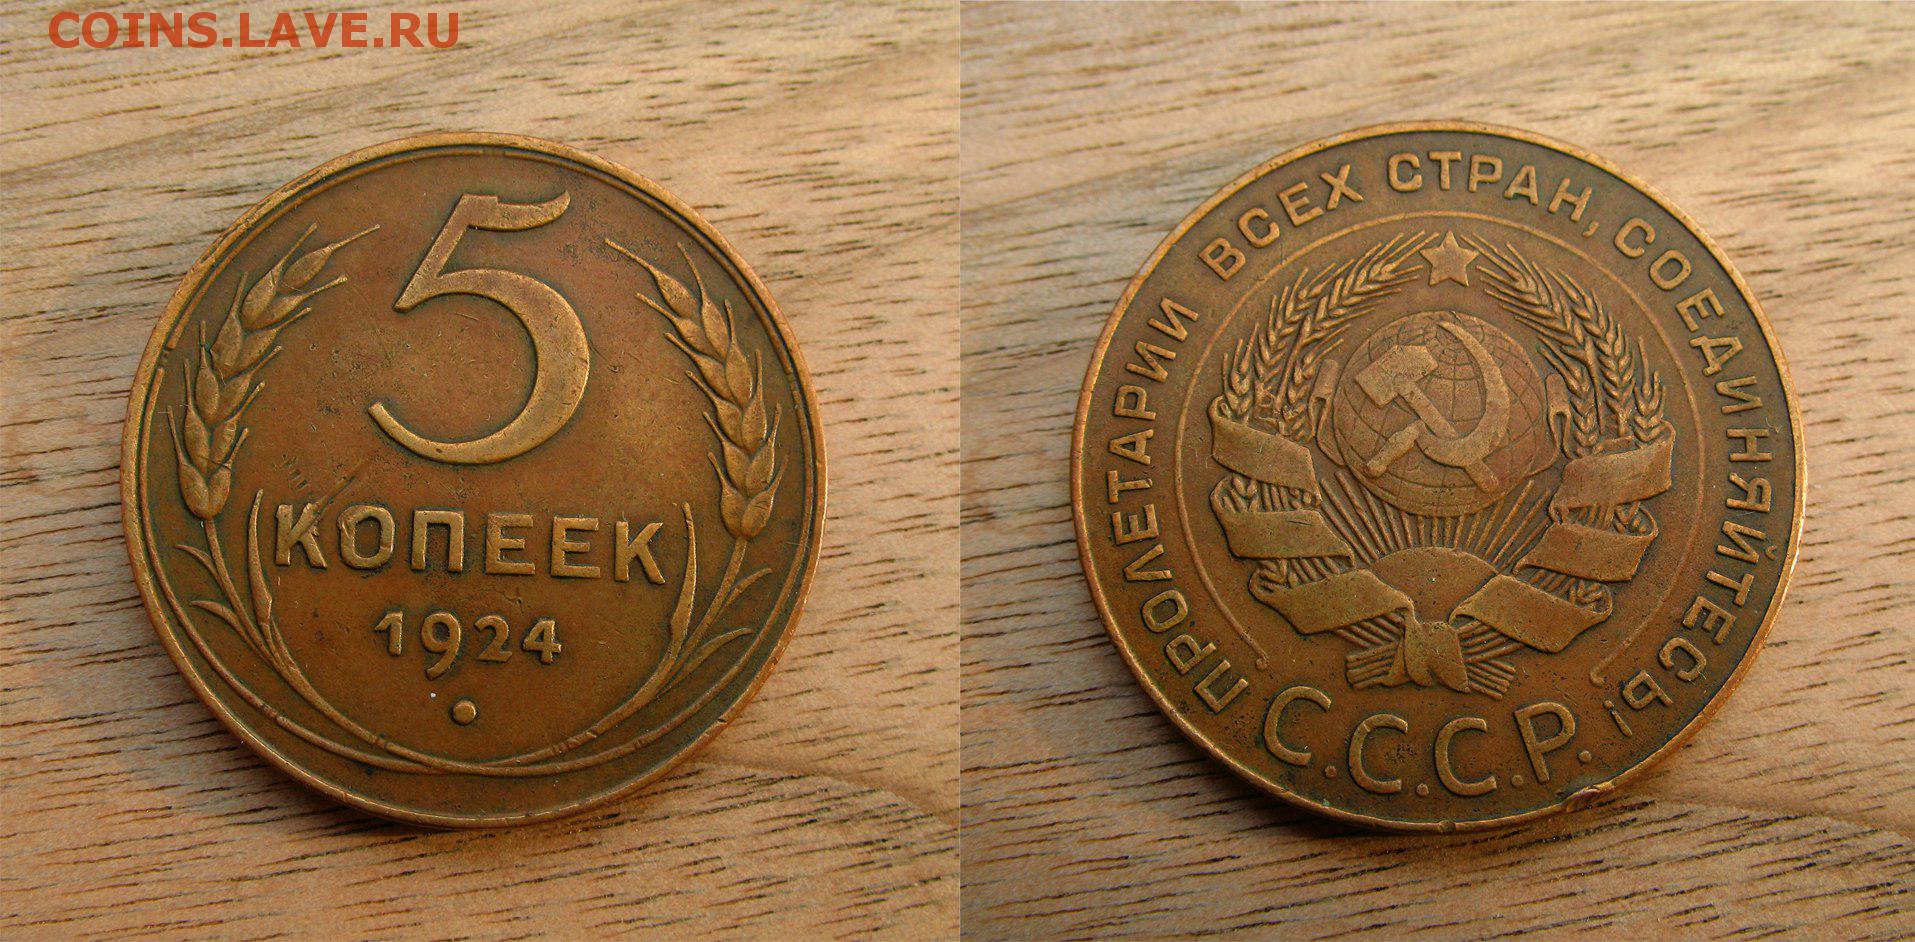 COINS.LAVE.RU
5
КОПЕЕК
1924
ПРОЛЕТАРИИ ВСЕХ СТРАН, СОЕДИНЯЙТЕСЬ!
С.С.С.Р.